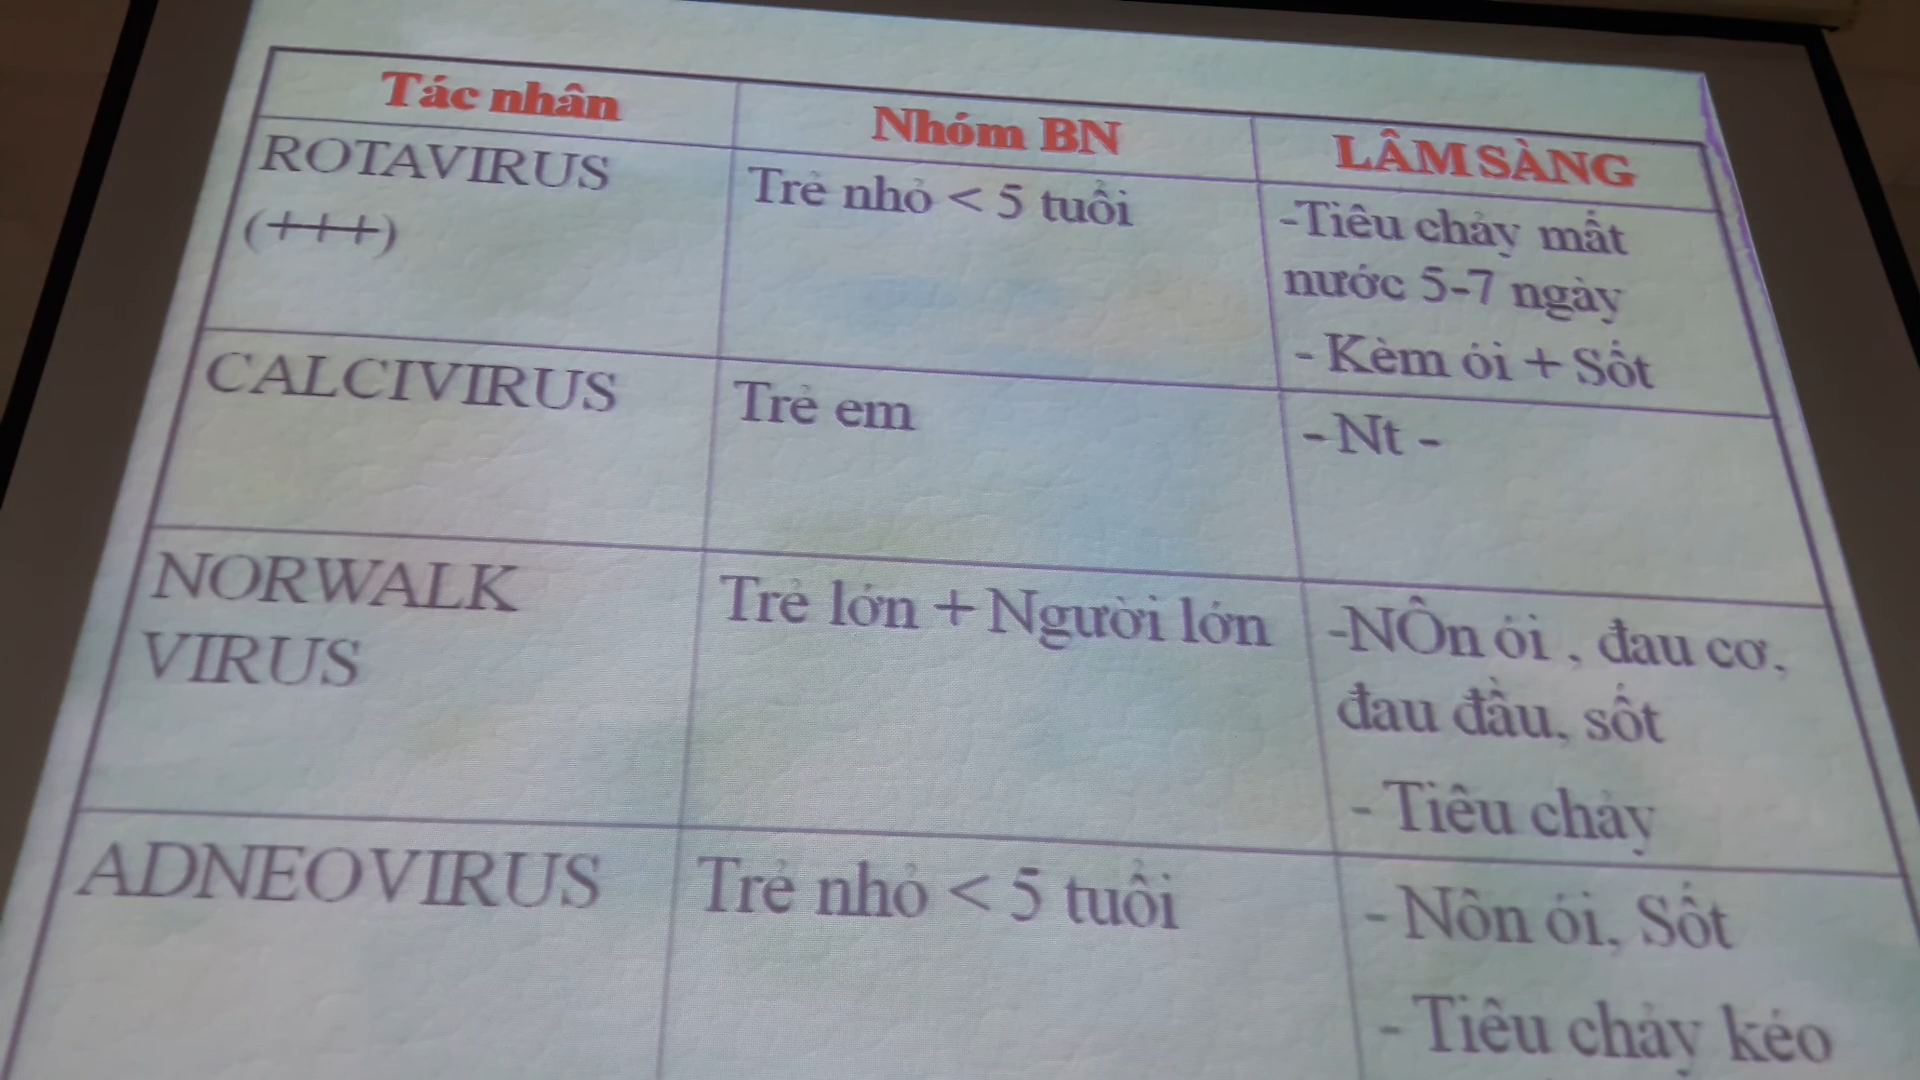 Tác nhân
Nhóm BN
LÂM SÀNG
ROTAVIRUS
(+++)
Trẻ nhỏ < 5 tuổi
-Tiêu chảy mất
nước 5-7 ngày
- Kèm ói + Sốt
CALCIVIRUS
Trẻ em
- Nt -
NORWALK
VIRUS
Trẻ lớn + Người lớn
-NÔn ói , đau cơ,
đau đầu, sốt
- Tiêu chảy
ADNEOVIRUS
Trẻ nhỏ < 5 tuổi
- Nôn ói, Sốt
- Tiêu chảy kéo